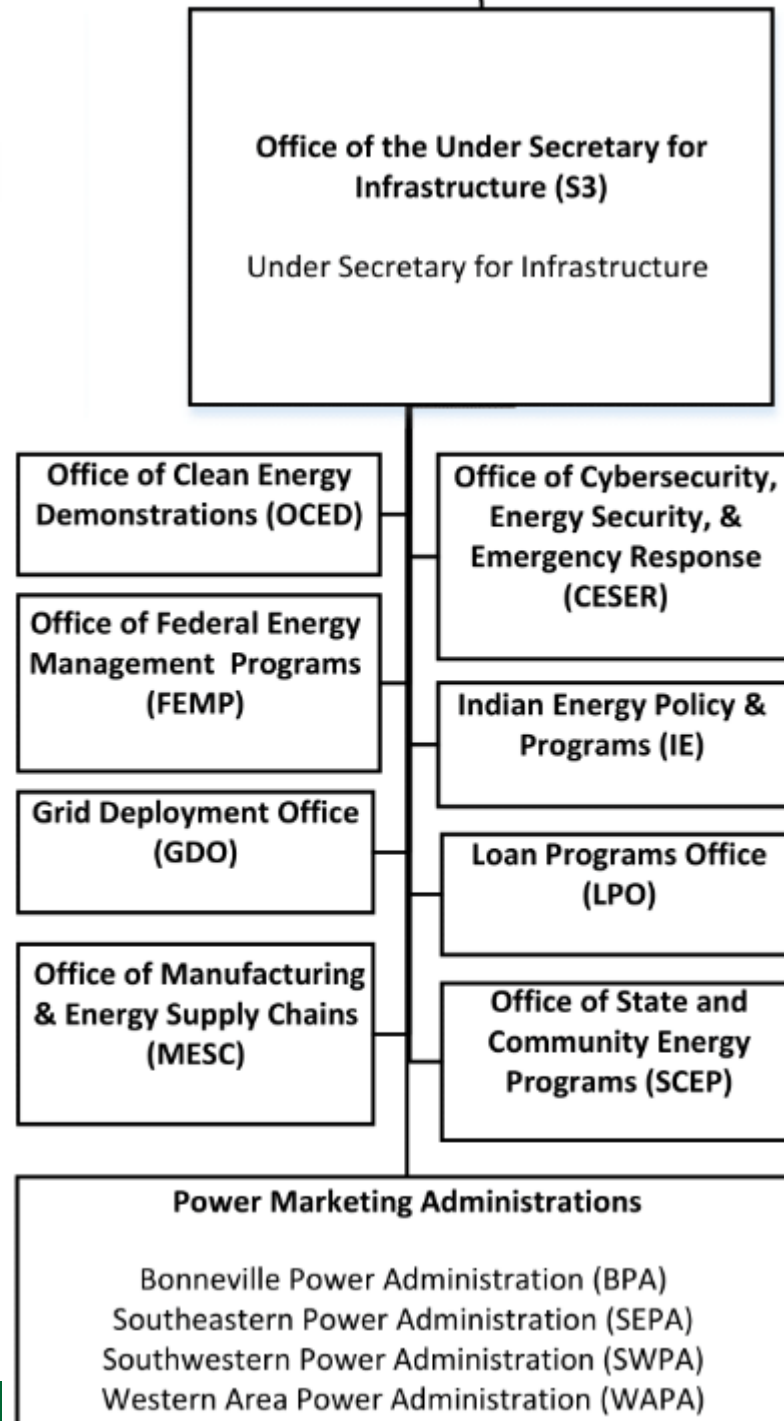 Office of the Under Secretary for
Infrastructure (S3)
Under Secretary for Infrastructure
Office of Clean Energy
Demonstrations (OCED)
Office of Cybersecurity,
Energy Security, &
Emergency Response
(CESER)
Office of Federal Energy
Management Programs
(FEMP)
Indian Energy Policy &
Programs (IE)
Grid Deployment Office
(GDO)
Loan Programs Office
(LPO)
Office of Manufacturing
& Energy Supply Chains
(MESC)
Office of State and
Community Energy
Programs (SCEP)
Power Marketing Administrations
Bonneville Power Administration (BPA)
Southeastern Power Administration (SEPA)
Southwestern Power Administration (SWPA)
Western Area Power Administration (WAPA)